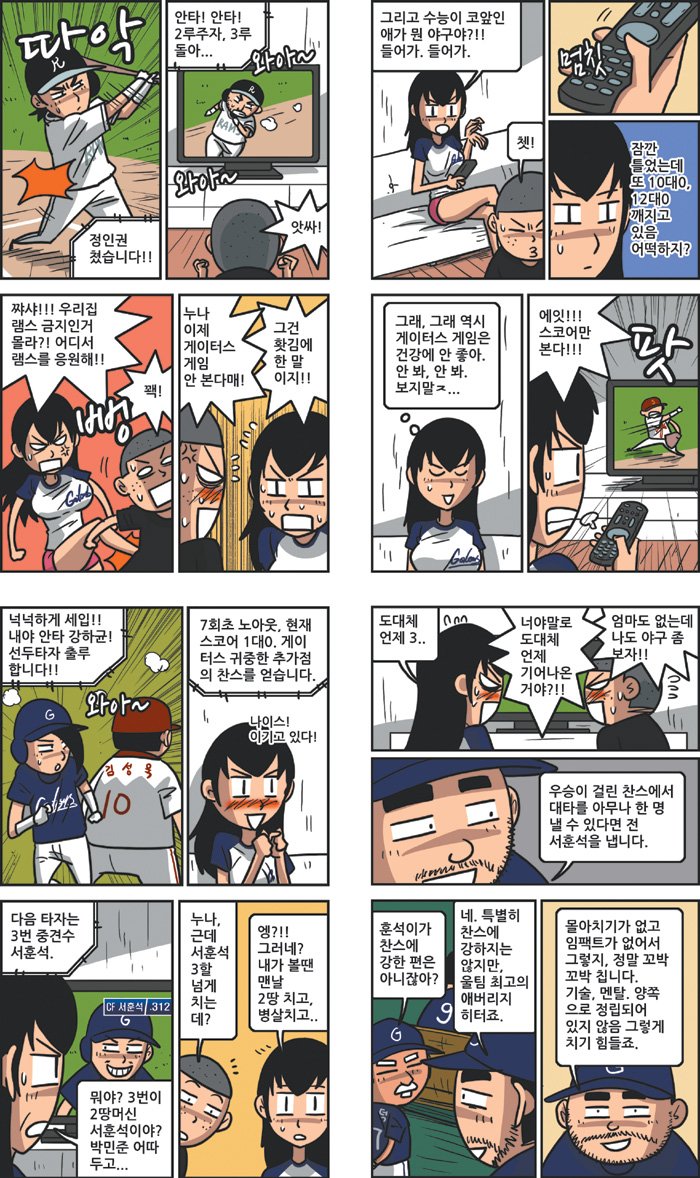 따악
정인권
쳤습니다!!
안타! 안타!
2루주자, 3루
돌아...
와아~
와아~
앗싸!
쨔샤!!! 우리집
램스 금지인거
몰라?! 어디서
램스를 응원해!!
꽥!
뻥
누나
이제
게이터스
게임
안 본다매!
그건
홧김에
한 말
이지!!
그리고 수능이 코앞인
애가 뭔 야구야?!!
들어가. 들어가.
쳇!
멈칫
잠깐
틀었는데
또 10대0,
12대0
깨지고
있음
어떡하지?
그래, 그래 역시
게이터스 게임은
건강에 안 좋아.
안 봐, 안 봐.
보지말ㅈ...
에잇!!!
스코어만
본다!!!
팟
넉넉하게 세입!!
내야 안타 강하균!
선두타자 출루
합니다!!
와아~
G
김성욱
10
7회초 노아웃, 현재
스코어 1대0. 게이
터스 귀중한 추가점
의 찬스를 얻습니다.
나이스!
이기고 있다!
다음 타자는
3번 중견수
서훈석.
CF 서훈석 .312
G
뭐야? 3번이
2땅머신
서훈석이야?
박민준 어따
두고...
누나,
근데
서훈석
3할
넘게
치는
데?
엥?!!
그러네?
내가 볼땐
맨날
2땅 치고,
병살치고..
도대체
언제 3..
너야말로
도대체
언제
기어나온
거야?!!
엄마도 없는데
나도 야구 좀
보자!!
우승이 걸린 찬스에서
대타를 아무나 한 명
낼 수 있다면 전
서훈석을 냅니다.
훈석이가
찬스에
강한 편은
아니잖아?
네. 특별히
찬스에
강하지는
않지만,
울팀 최고의
애버리지
히터죠.
G
9
7
몰아치기가 없고
임팩트가 없어서
그렇지, 정말 꼬박
꼬박 칩니다.
기술, 멘탈. 양쪽
으로 정립되어
있지 않음 그렇게
치기 힘들죠.
G